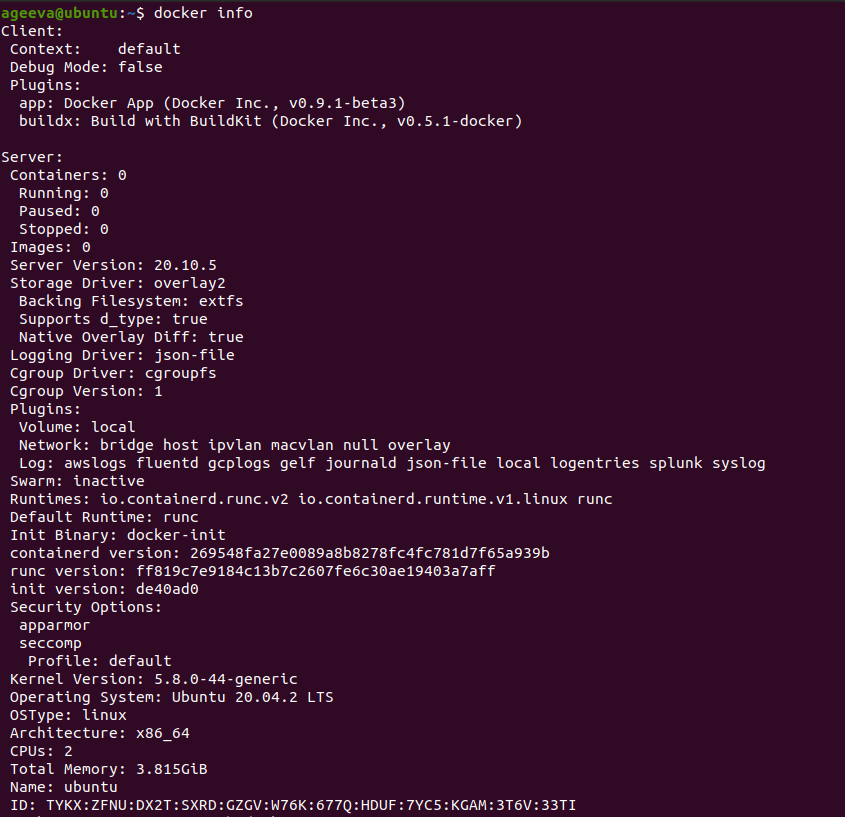 ageeva@ubuntu:~$ docker info
Client:
 Context:    default
 Debug Mode: false
 Plugins:
  app: Docker App (Docker Inc., v0.9.1-beta3)
  buildx: Build with BuildKit (Docker Inc., v0.5.1-docker)

Server:
 Containers: 0
  Running: 0
  Paused: 0
  Stopped: 0
 Images: 0
 Server Version: 20.10.5
 Storage Driver: overlay2
  Backing Filesystem: extfs
  Supports d_type: true
  Native Overlay Diff: true
 Logging Driver: json-file
 Cgroup Driver: cgroupfs
 Cgroup Version: 1
 Plugins:
  Volume: local
  Network: bridge host ipvlan macvlan null overlay
  Log: awslogs fluentd gcplogs gelf journald json-file local logentries splunk syslog
 Swarm: inactive
 Runtimes: io.containerd.runc.v2 io.containerd.runtime.v1.linux runc
 Default Runtime: runc
 Init Binary: docker-init
 containerd version: 269548fa27e0089a8b8278fc4fc781d7f65a939b
 runc version: ff819c7e9184c13b7c2607fe6c30ae19403a7aff
 init version: de40ad0
 Security Options:
  apparmor
  seccomp
   Profile: default
 Kernel Version: 5.8.0-44-generic
 Operating System: Ubuntu 20.04.2 LTS
 OSType: linux
 Architecture: x86_64
 CPUs: 2
 Total Memory: 3.815GiB
 Name: ubuntu
 ID: TYKX:ZFNU:DX2T:SXRD:GZGV:W76K:677Q:HDUF:7YC5:KGAM:3T6V:33TI